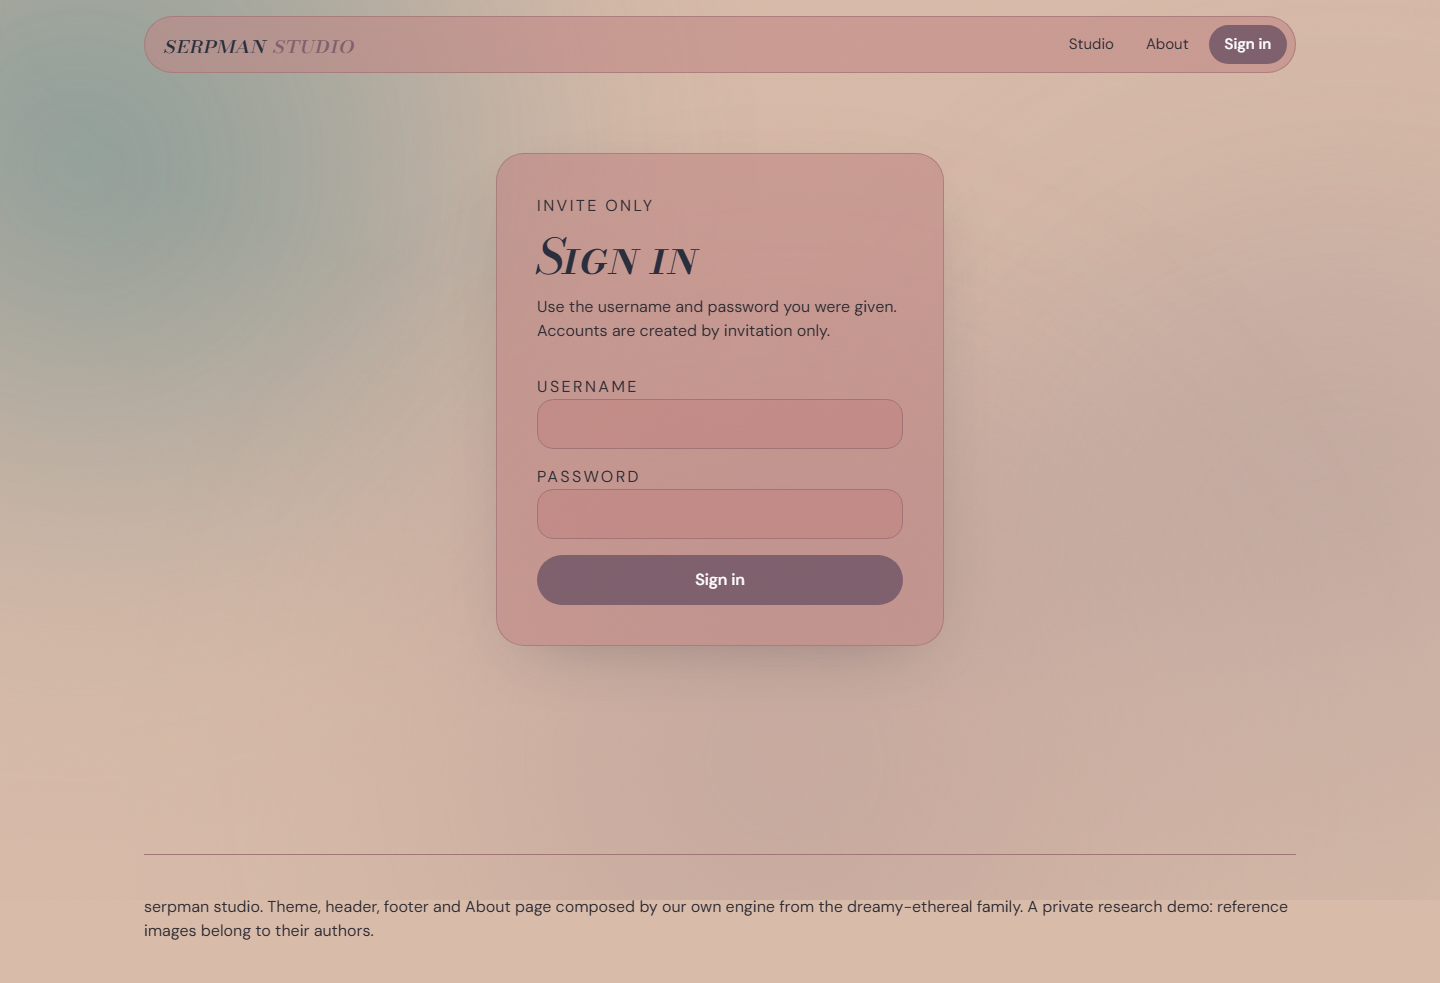 SERPMAN STUDIO
Studio
About
Sign in
INVITE ONLY
Sign in
Use the username and password you were given.
Accounts are created by invitation only.
USERNAME
PASSWORD
Sign in
serpman studio. Theme, header, footer and About page composed by our own engine from the dreamy-ethereal family. A private research demo: reference
images belong to their authors.